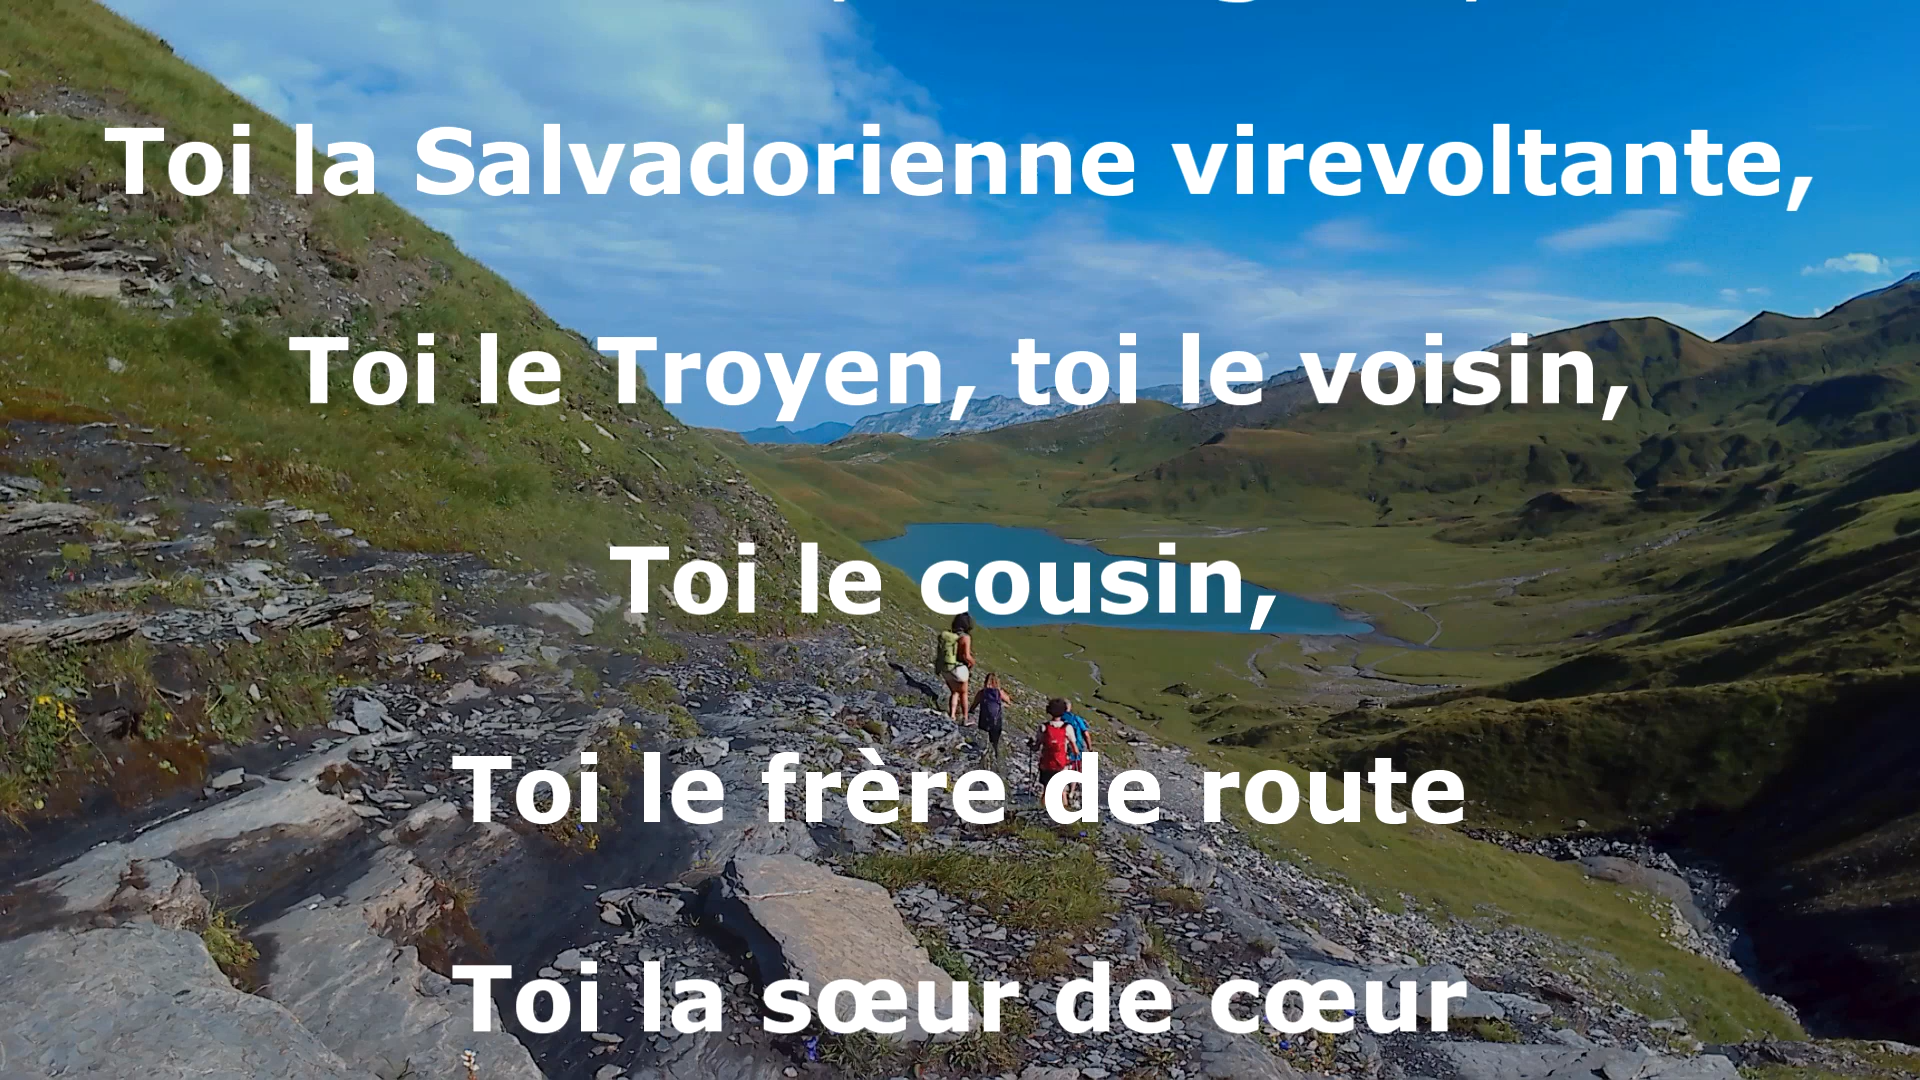 Toi la Salvadorienne virevoltante,
Toi le Troyen, toi le voisin,
Toi le cousin,
Toi le frère de route
Toi la sœur de cœur